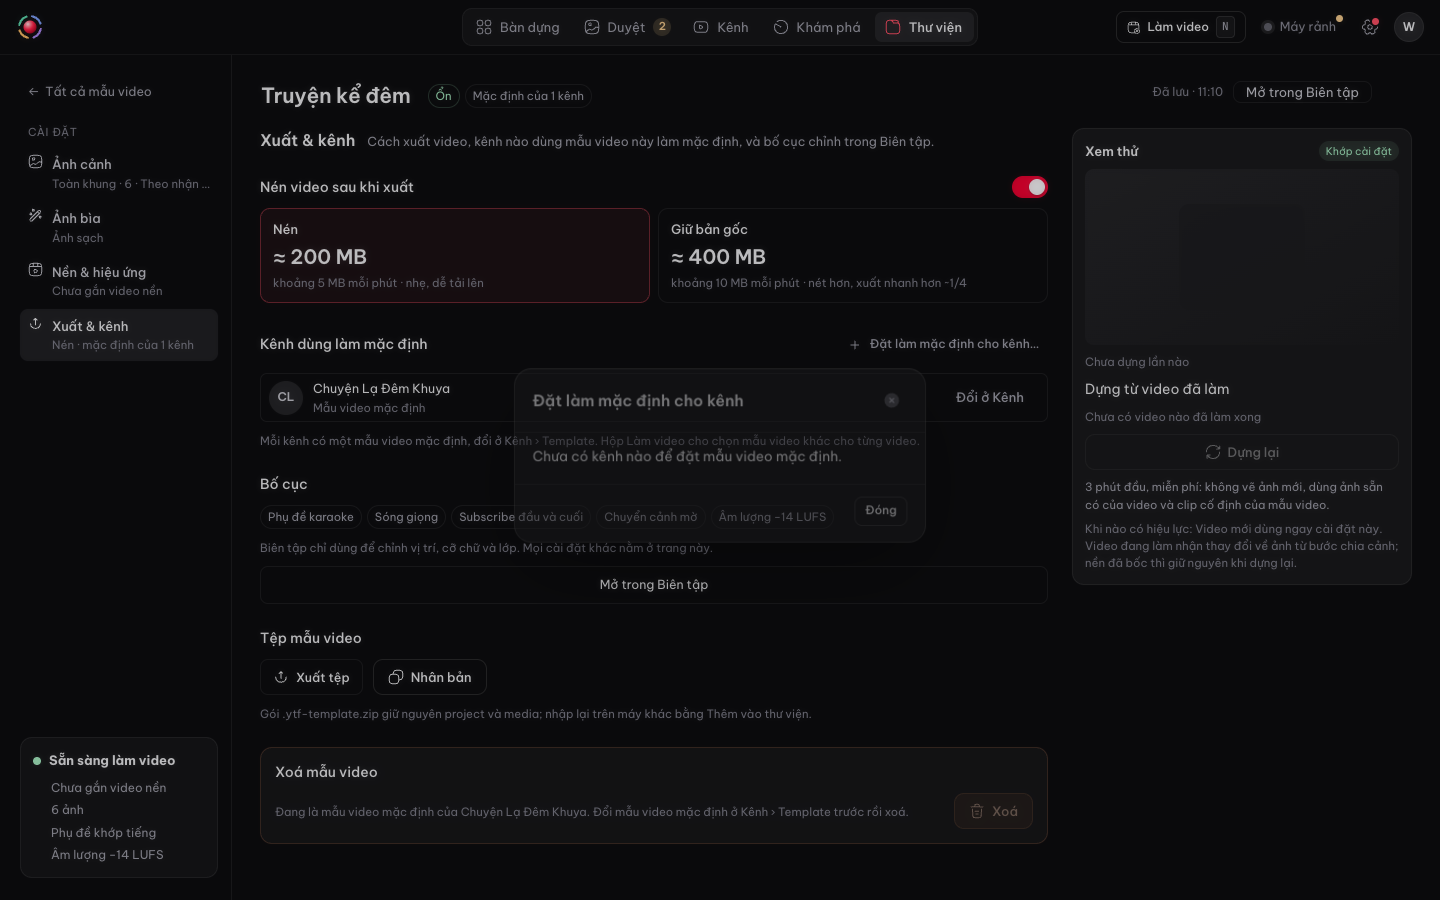 Bàn dựng
Duyệt 2
Kênh
Khám phá
Thư viện
Làm video N
Máy rảnh
W
← Tất cả mẫu video
CÀI ĐẶT
Ảnh cảnh
Toàn khung · 6 · Theo nhận ...
Ảnh bìa
Ảnh sạch
Nền & hiệu ứng
Chưa gắn video nền
Xuất & kênh
Nén · mặc định của 1 kênh
Sẵn sàng làm video
Chưa gắn video nền
6 ảnh
Phụ đề khớp tiếng
Âm lượng −14 LUFS
Truyện kể đêm
Ổn
Mặc định của 1 kênh
Đã lưu · 11:10
Mở trong Biên tập
Xuất & kênh
Cách xuất video, kênh nào dùng mẫu video này làm mặc định, và bố cục chỉnh trong Biên tập.
Nén video sau khi xuất
Nén
≈ 200 MB
khoảng 5 MB mỗi phút · nhẹ, dễ tải lên
Giữ bản gốc
≈ 400 MB
khoảng 10 MB mỗi phút · nét hơn, xuất nhanh hơn ~1/4
Kênh dùng làm mặc định
+ Đặt làm mặc định cho kênh...
CL
Chuyện Lạ Đêm Khuya
Mẫu video mặc định
Đổi ở Kênh
Mỗi kênh có một mẫu video mặc định, đổi ở Kênh › Template. Hộp Làm video cho chọn mẫu video khác cho từng video.
Đặt làm mặc định cho kênh
Chưa có kênh nào để đặt mẫu video mặc định.
Đóng
Bố cục
Phụ đề karaoke
Sóng giọng
Subscribe đầu và cuối
Chuyển cảnh mờ
Âm lượng −14 LUFS
Biên tập chỉ dùng để chỉnh vị trí, cỡ chữ và lớp. Mọi cài đặt khác nằm ở trang này.
Mở trong Biên tập
Tệp mẫu video
Xuất tệp
Nhân bản
Gói .ytf-template.zip giữ nguyên project và media; nhập lại trên máy khác bằng Thêm vào thư viện.
Xoá mẫu video
Đang là mẫu video mặc định của Chuyện Lạ Đêm Khuya. Đổi mẫu video mặc định ở Kênh › Template trước rồi xoá.
Xoá
Xem thử
Khớp cài đặt
Chưa dựng lần nào
Dựng từ video đã làm
Chưa có video nào đã làm xong
Dựng lại
3 phút đầu, miễn phí: không vẽ ảnh mới, dùng ảnh sẵn
có của video và clip cố định của mẫu video.
Khi nào có hiệu lực: Video mới dùng ngay cài đặt này.
Video đang làm nhận thay đổi về ảnh từ bước chia cảnh;
nền đã bốc thì giữ nguyên khi dựng lại.